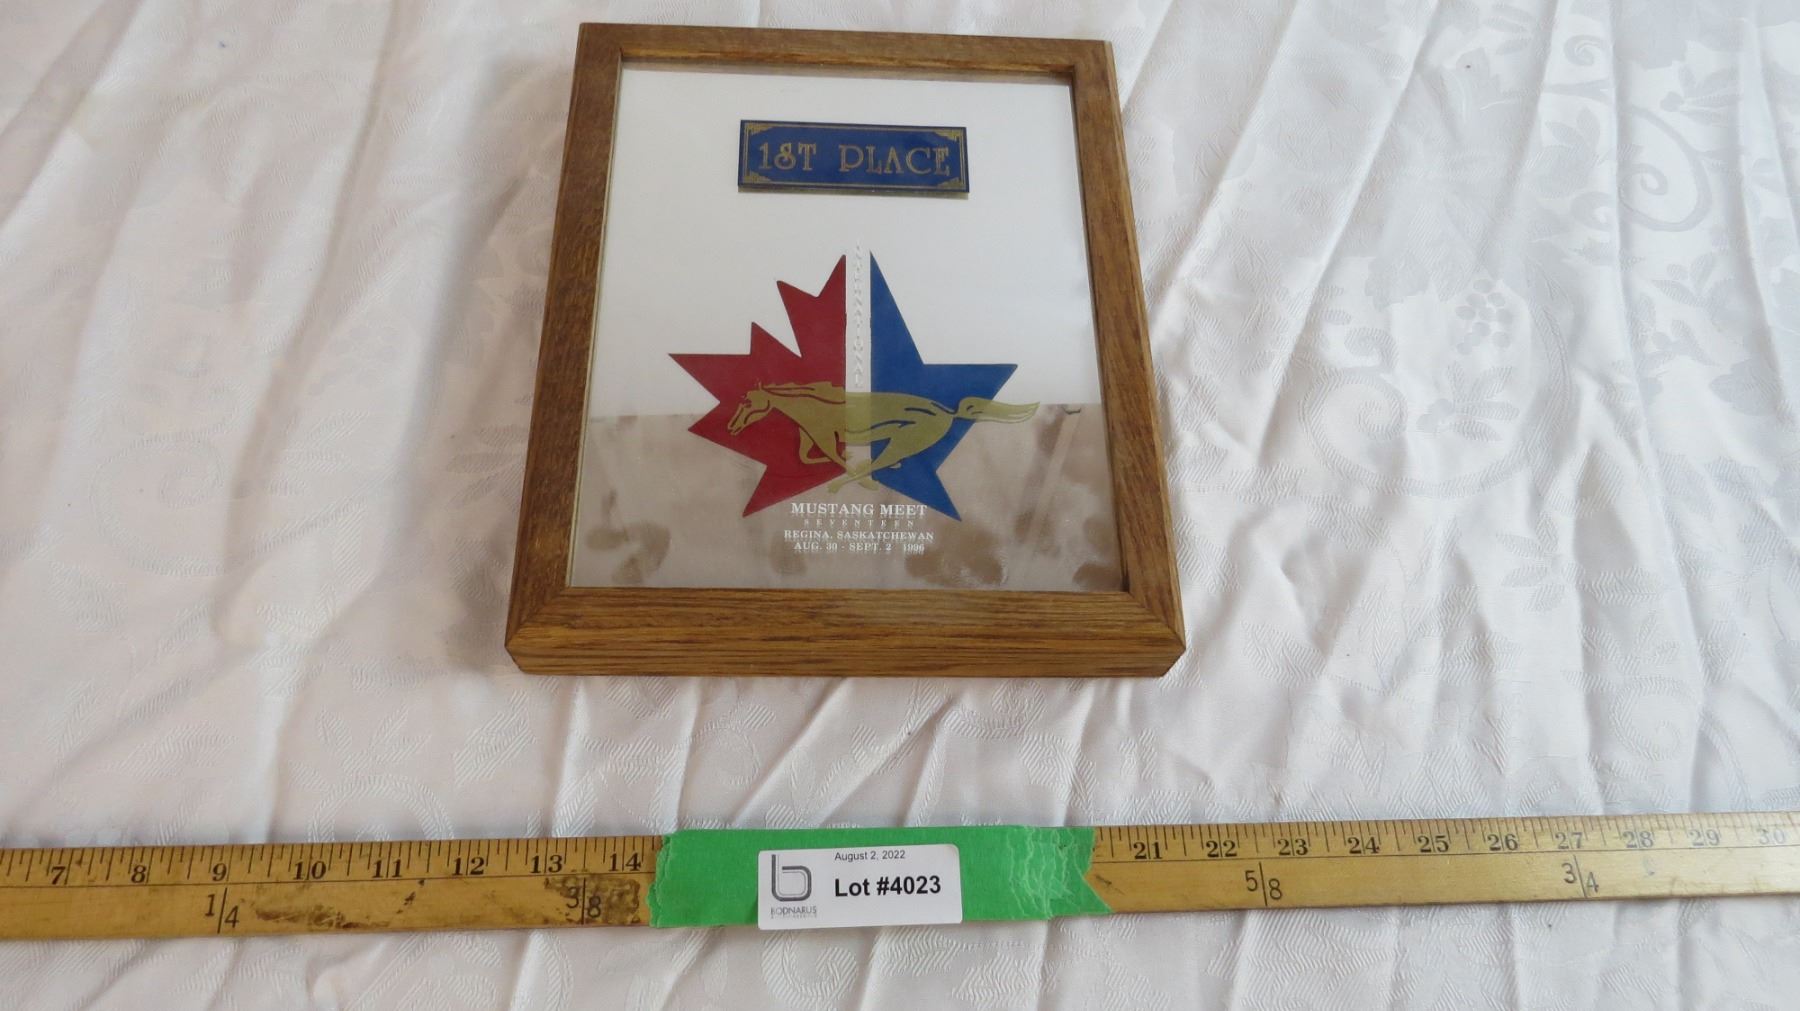 1ST PLACE
INTERNATIONAL
MUSTANG MEET
SEVENTEEN
REGINA, SASKATCHEWAN
AUG. 30 - SEPT. 2 1996
7 8 9 10 11 12 13 14 21 22 23 24 25 26 27 28 29 30
1/4 3/8 5/8 3/4
August 2, 2022
Lot #4023
BODNARUS